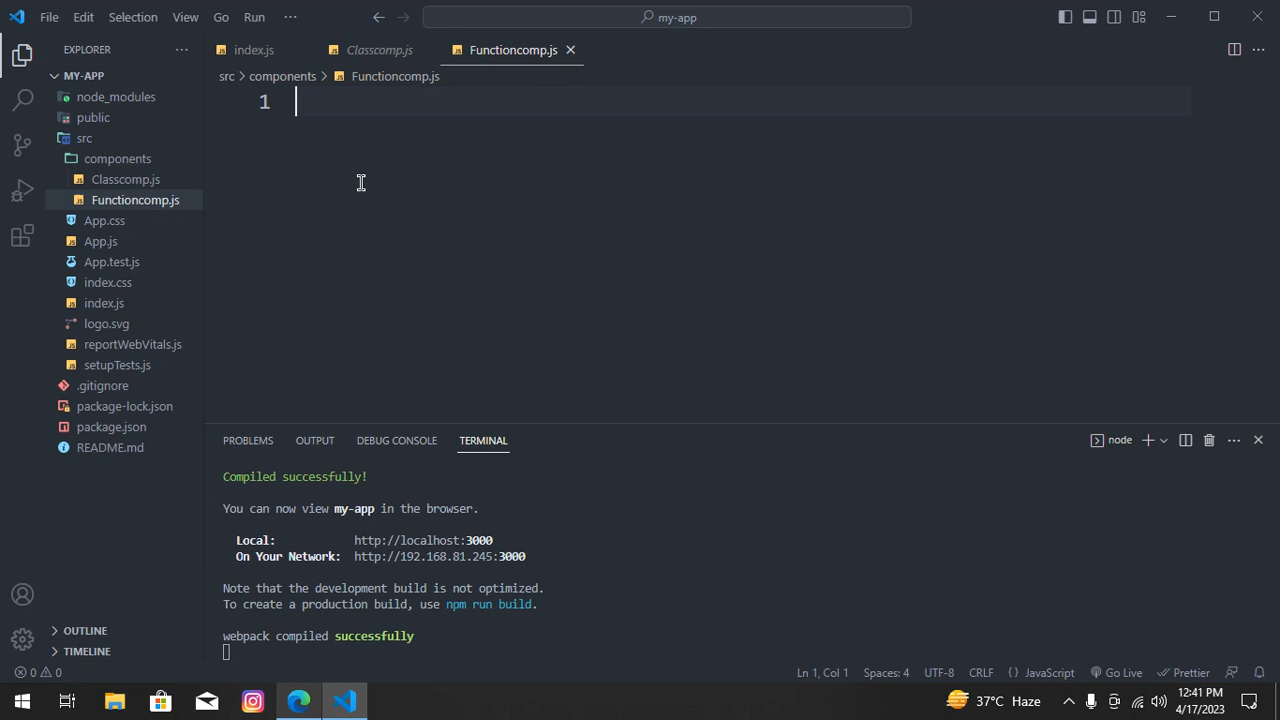 File Edit Selection View Go Run ···
my-app
EXPLORER
MY-APP
node_modules
public
src
components
Classcomp.js
Functioncomp.js
App.css
App.js
App.test.js
index.css
index.js
logo.svg
reportWebVitals.js
setupTests.js
.gitignore
package-lock.json
package.json
README.md
OUTLINE
TIMELINE
index.js Classcomp.js Functioncomp.js
src > components > Functioncomp.js
1
PROBLEMS OUTPUT DEBUG CONSOLE TERMINAL
node
Compiled successfully!
You can now view my-app in the browser.
Local: http://localhost:3000
On Your Network: http://192.168.81.245:3000
Note that the development build is not optimized.
To create a production build, use npm run build.
webpack compiled successfully
0 0
Ln 1, Col 1 Spaces: 4 UTF-8 CRLF {} JavaScript Go Live Prettier
37°C Haze
12:41 PM
4/17/2023